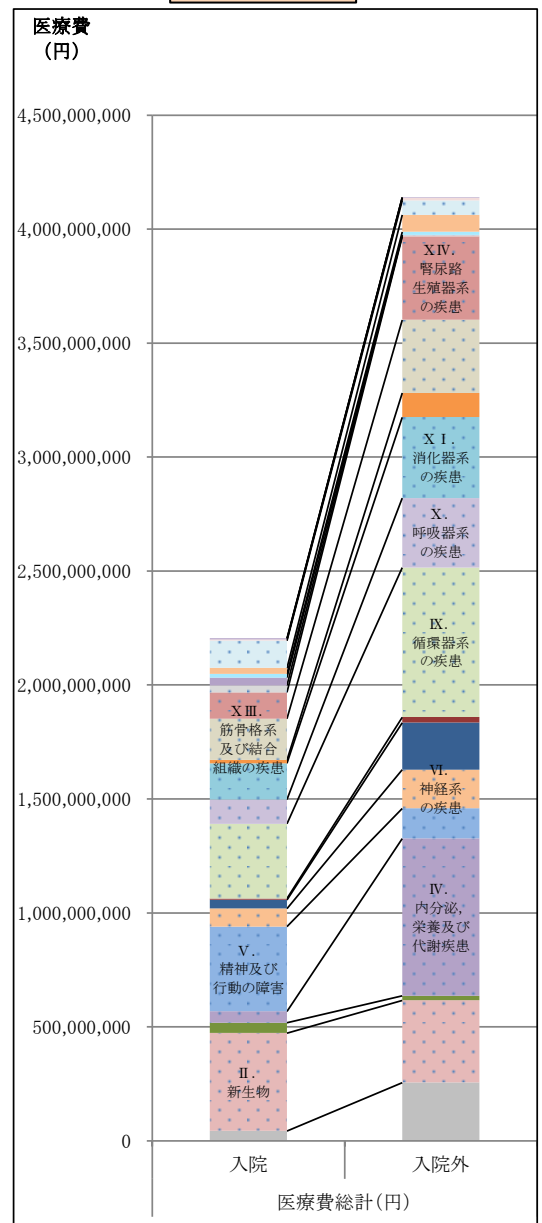 医療費
(円)
4,500,000,000
4,000,000,000
3,500,000,000
3,000,000,000
2,500,000,000
2,000,000,000
1,500,000,000
1,000,000,000
500,000,000
0
XIII.
筋骨格系
及び結合
組織の疾患
V.
精神及び
行動の障害
II.
新生物
XIV.
腎尿路
生殖器系
の疾患
XI.
消化器系
の疾患
X.
呼吸器系
の疾患
IX.
循環器系
の疾患
VI.
神経系
の疾患
IV.
内分泌,
栄養及び
代謝疾患
入院
入院外
医療費総計(円)